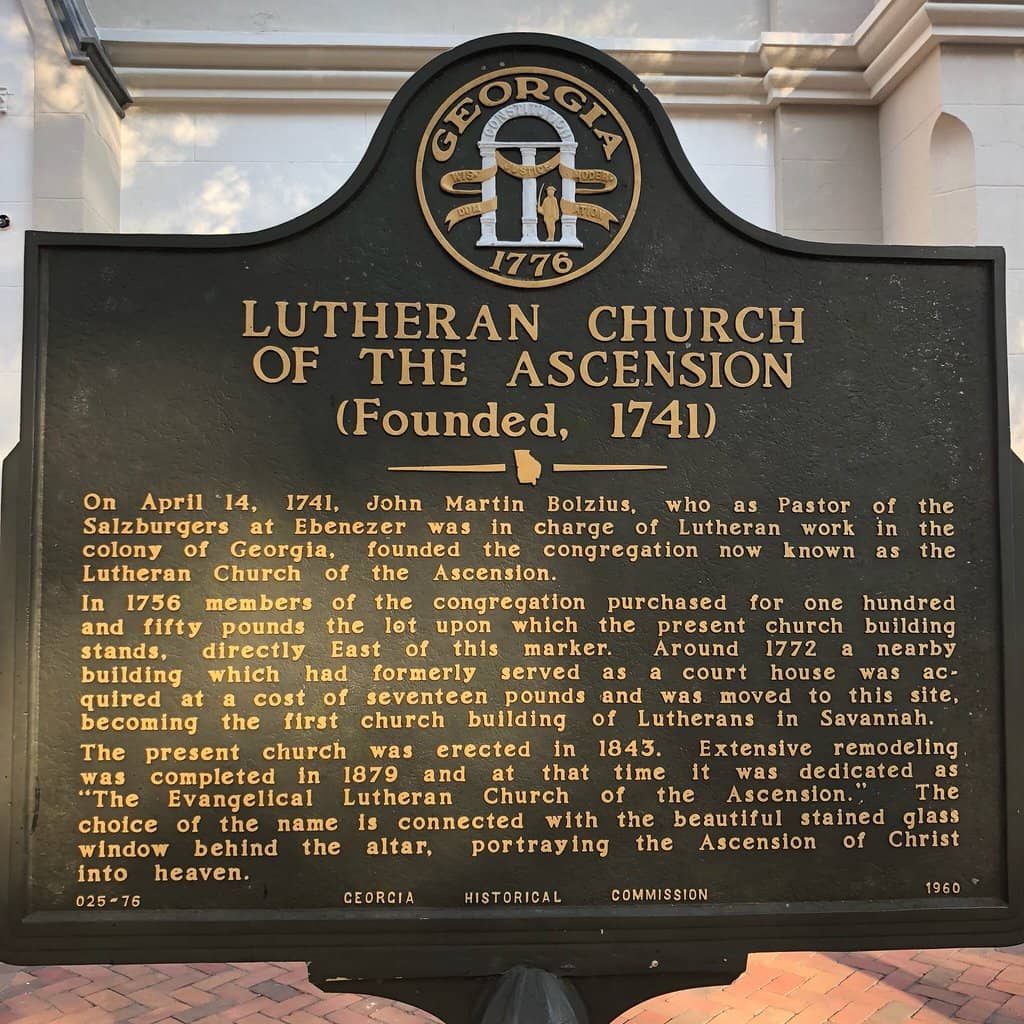 GEORGIA
CONSTITUTION
WIS- JUSTICE MODER-
DOM ATION
1776
LUTHERAN CHURCH
OF THE ASCENSION
(Founded, 1741)
On April 14, 1741, John Martin Bolzius, who as Pastor of the
Salzburgers at Ebenezer was in charge of Lutheran work in the
colony of Georgia, founded the congregation now known as the
Lutheran Church of the Ascension.
In 1756 members of the congregation purchased for one hundred
and fifty pounds the lot upon which the present church building
stands, directly East of this marker. Around 1772 a nearby
building which had formerly served as a court house was ac-
quired at a cost of seventeen pounds and was moved to this site,
becoming the first church building of Lutherans in Savannah.
The present church was erected in 1843. Extensive remodeling
was completed in 1879 and at that time it was dedicated as
“The Evangelical Lutheran Church of the Ascension.” The
choice of the name is connected with the beautiful stained glass
window behind the altar, portraying the Ascension of Christ
into heaven.
025-76 GEORGIA HISTORICAL COMMISSION 1960